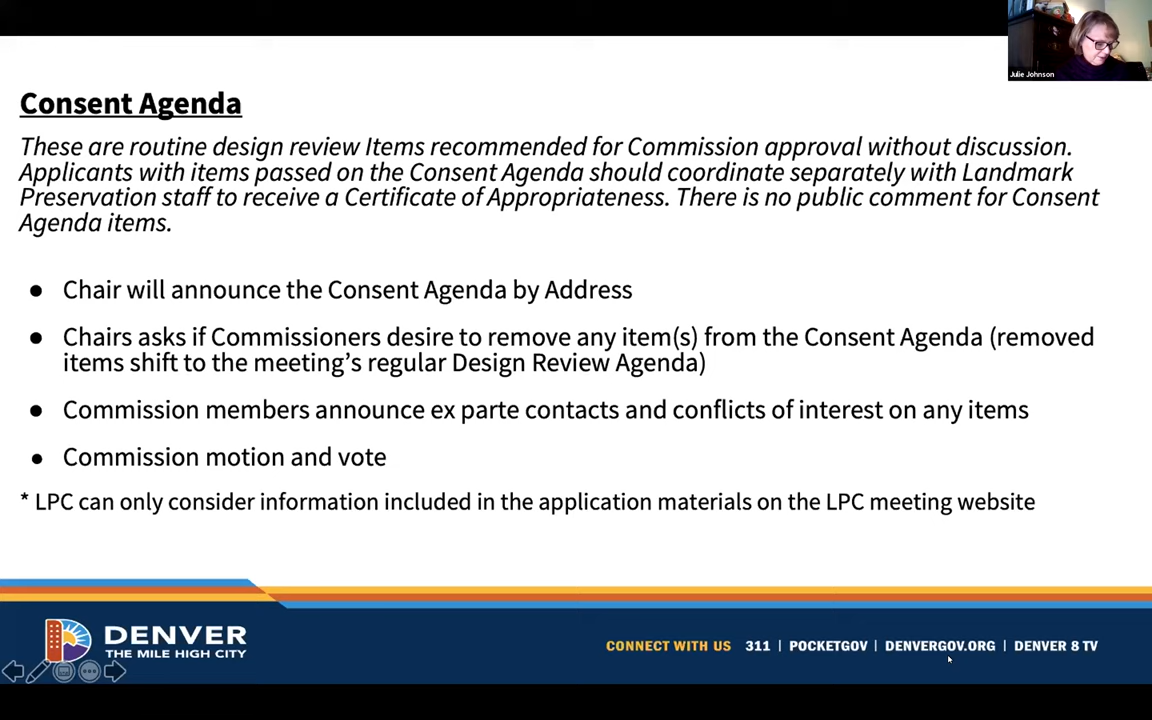 Julie Johnson
Consent Agenda
These are routine design review Items recommended for Commission approval without discussion.
Applicants with items passed on the Consent Agenda should coordinate separately with Landmark
Preservation staff to receive a Certificate of Appropriateness. There is no public comment for Consent
Agenda items.
● Chair will announce the Consent Agenda by Address
● Chairs asks if Commissioners desire to remove any item(s) from the Consent Agenda (removed
items shift to the meeting’s regular Design Review Agenda)
● Commission members announce ex parte contacts and conflicts of interest on any items
● Commission motion and vote
* LPC can only consider information included in the application materials on the LPC meeting website
DENVER
THE MILE HIGH CITY
CONNECT WITH US 311 | POCKETGOV | DENVERGOV.ORG | DENVER 8 TV